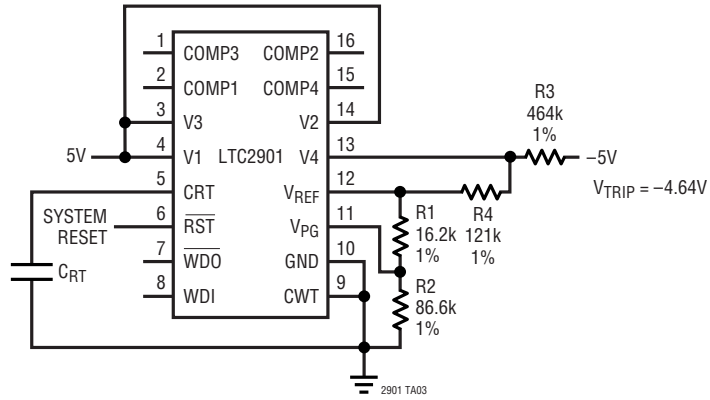 1 COMP3 COMP2 16
2 COMP1 COMP4 15
3 V3 V2 14
5V 4 V1 LTC2901 V4 13
5 CRT VREF 12
SYSTEM
RESET
6 RST VPG 11
7 WDO GND 10
8 WDI CWT 9
CRT
R3
464k
1%
–5V
VTRIP = –4.64V
R1
16.2k
1%
R4
121k
1%
R2
86.6k
1%
2901 TA03